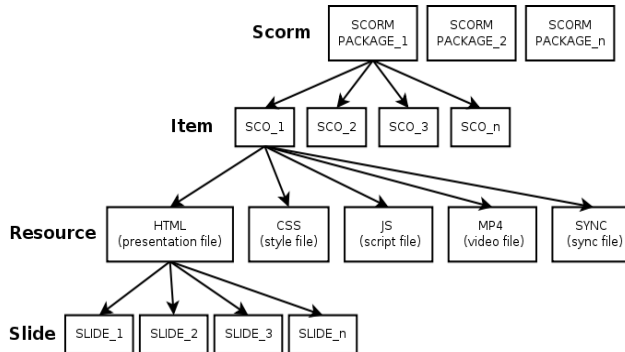 Scorm
SCORM
PACKAGE_1
SCORM
PACKAGE_2
SCORM
PACKAGE_n
Item
SCO_1
SCO_2
SCO_3
SCO_n
Resource
HTML
(presentation file)
CSS
(style file)
JS
(script file)
MP4
(video file)
SYNC
(sync file)
Slide
SLIDE_1
SLIDE_2
SLIDE_3
SLIDE_n